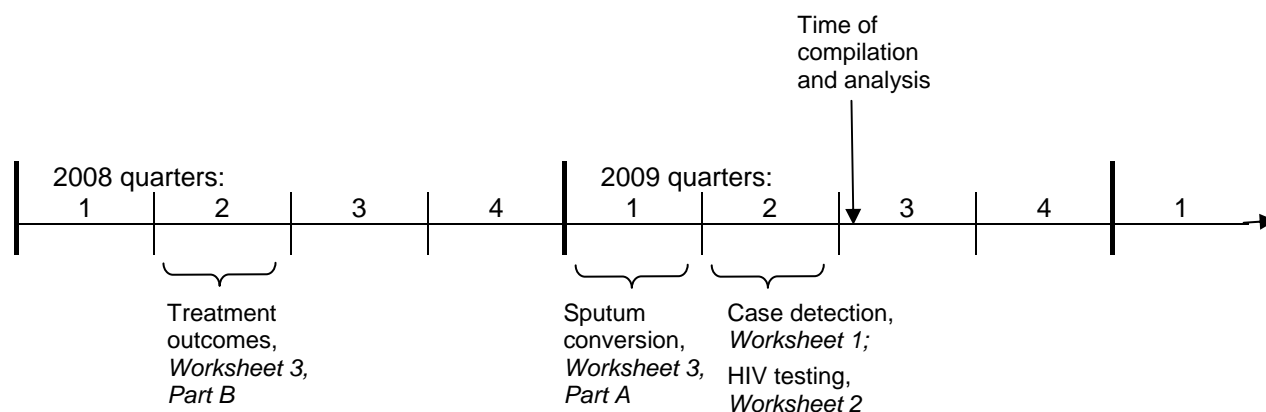 Time of
compilation
and analysis
2008 quarters:
2009 quarters:
1 2 3 4 1 2 3 4 1
Treatment
outcomes,
Worksheet 3,
Part B
Sputum
conversion,
Worksheet 3,
Part A
Case detection,
Worksheet 1;
HIV testing,
Worksheet 2